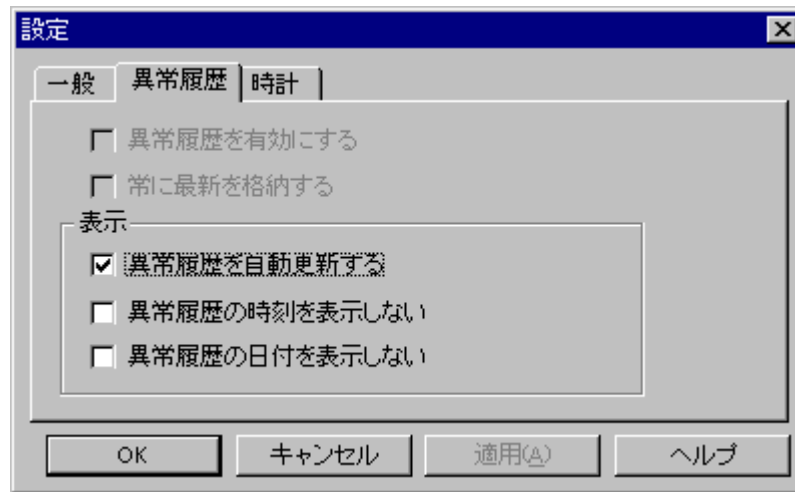 設定
一般 異常履歴 時計
異常履歴を有効にする
常に最新を格納する
表示
異常履歴を自動更新する
異常履歴の時刻を表示しない
異常履歴の日付を表示しない
OK キャンセル 適用(A) ヘルプ